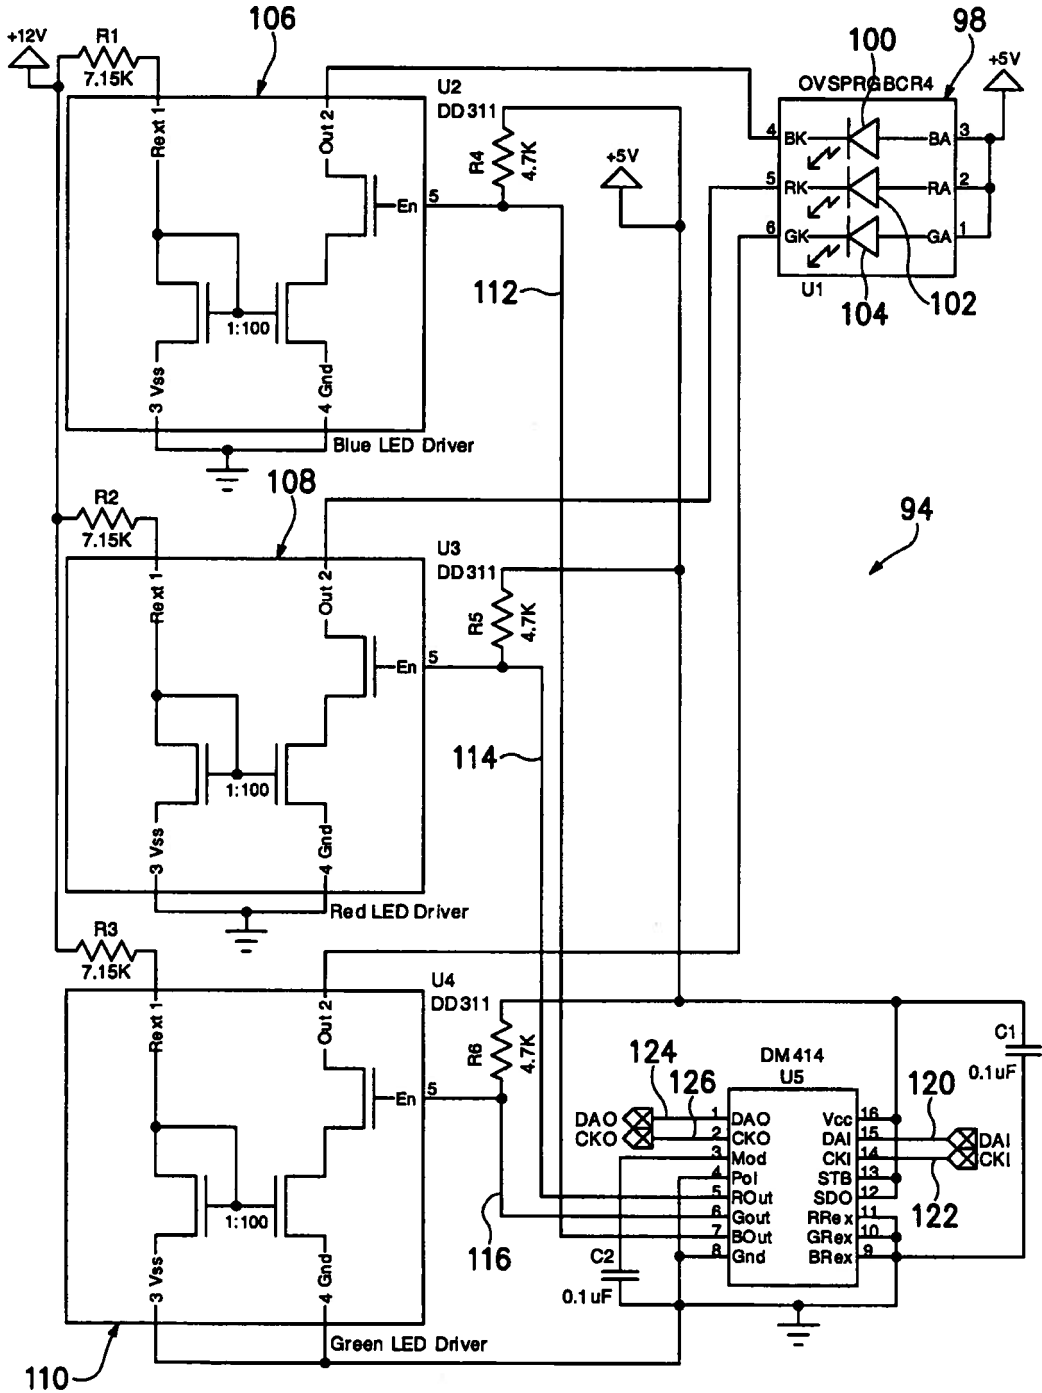 106
98
+12V
R1
7.15K
100
+5V
OVSPRGBCR4
U2
DD311
Rext 1
Out 2
R4
4.7K
+5V
En 5
4 BK BA 3
5 RK RA 2
6 GK GA 1
U1
104
102
112
1:100
3 Vss
4 Gnd
Blue LED Driver
108
R2
7.15K
94
U3
DD311
Rext 1
Out 2
R5
4.7K
En 5
114
1:100
3 Vss
4 Gnd
Red LED Driver
R3
7.15K
U4
DD311
Rext 1
Out 2
R6
4.7K
En 5
C1
0.1uF
124
126
DM414
U5
120
DAO
CKO
1 DAO Vcc 16
2 CKO DAI 15
3 Mod CKI 14
4 Pol STB 13
5 ROut SDO 12
6 Gout RRex 11
7 BOut GRex 10
8 Gnd BRex 9
DAI
CKI
122
116
1:100
C2
0.1uF
3 Vss
4 Gnd
Green LED Driver
110